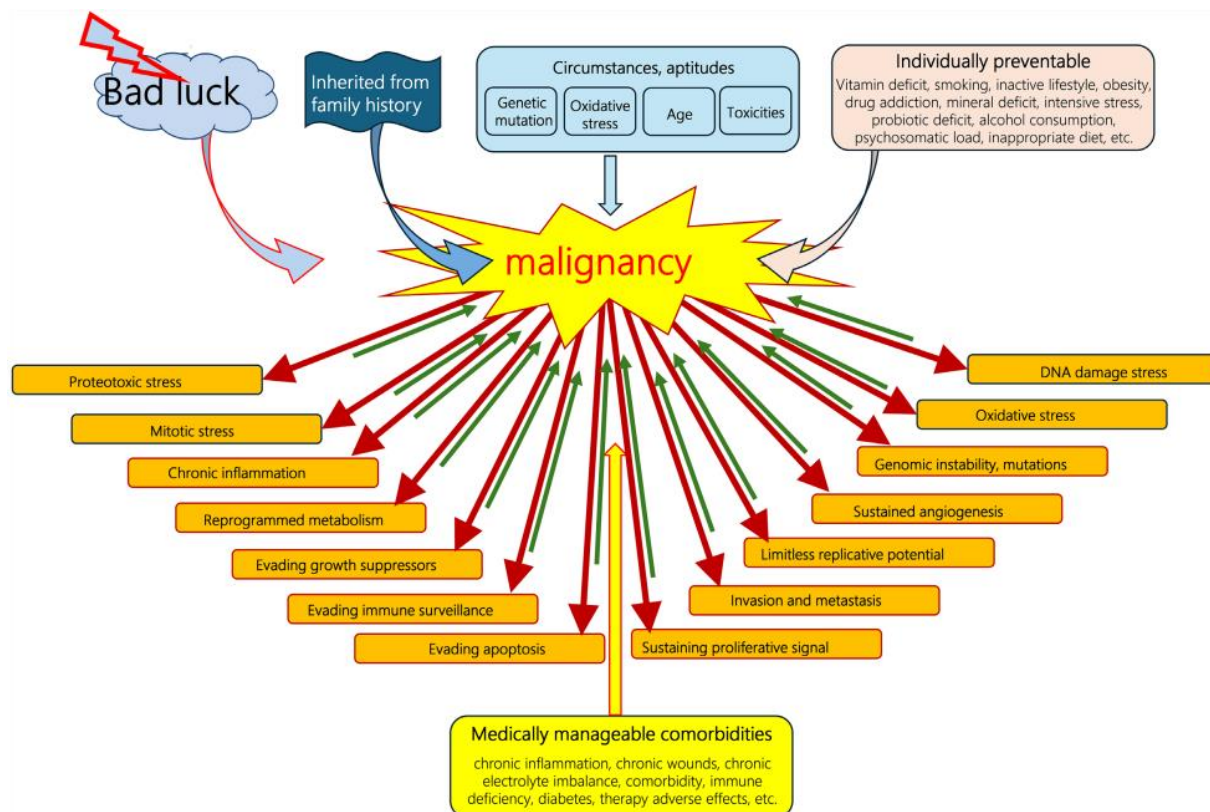 Bad luck
Inherited from
family history
Circumstances, aptitudes
Genetic
mutation
Oxidative
stress
Age
Toxicities
Individually preventable
Vitamin deficit, smoking, inactive lifestyle, obesity,
drug addiction, mineral deficit, intensive stress,
probiotic deficit, alcohol consumption,
psychosomatic load, inappropriate diet, etc.
malignancy
Proteotoxic stress
DNA damage stress
Mitotic stress
Oxidative stress
Chronic inflammation
Genomic instability, mutations
Reprogrammed metabolism
Sustained angiogenesis
Evading growth suppressors
Limitless replicative potential
Evading immune surveillance
Invasion and metastasis
Evading apoptosis
Sustaining proliferative signal
Medically manageable comorbidities
chronic inflammation, chronic wounds, chronic
electrolyte imbalance, comorbidity, immune
deficiency, diabetes, therapy adverse effects, etc.